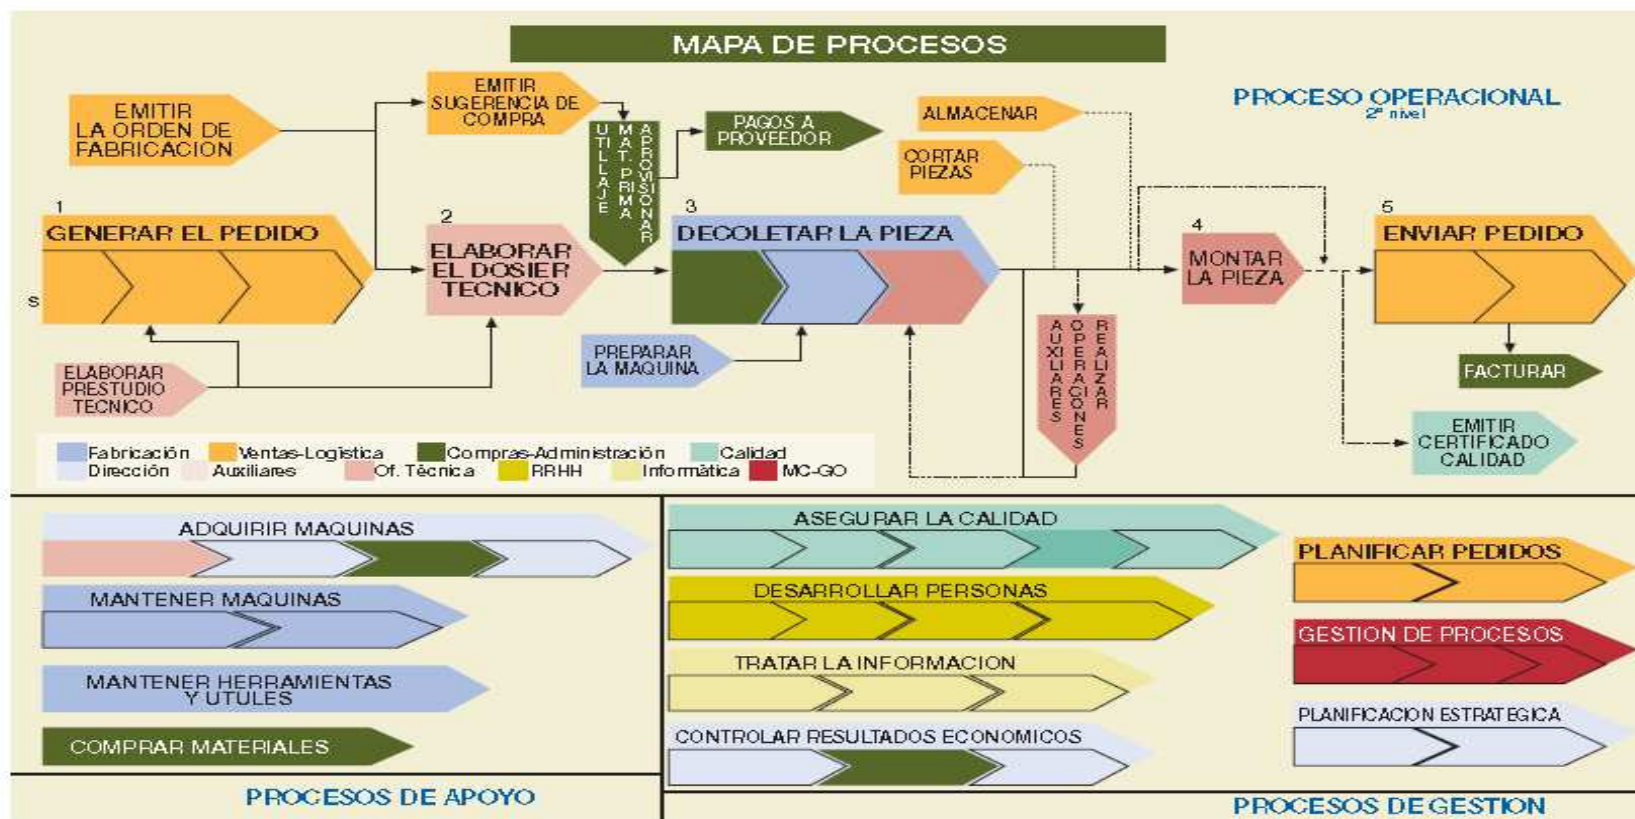 MAPA DE PROCESOS
PROCESO OPERACIONAL
2º nivel
EMITIR
LA ORDEN DE
FABRICACION
EMITIR
SUGERENCIA DE
COMPRA
APROVISIONAR
MAT. PRIMA
UTILLAJE
PAGOS A
PROVEEDOR
ALMACENAR
CORTAR
PIEZAS
1
GENERAR EL PEDIDO
S
2
ELABORAR
EL DOSIER
TECNICO
3
DECOLETAR LA PIEZA
4
MONTAR
LA PIEZA
5
ENVIAR PEDIDO
ELABORAR
PRESTUDIO
TECNICO
PREPARAR
LA MAQUINA
REALIZAR
OPERACIONES
AUXILIARES
FACTURAR
EMITIR
CERTIFICADO
CALIDAD
Fabricación Ventas-Logística Compras-Administración Calidad
Dirección Auxiliares Of. Técnica RRHH Informàtica MC-GO
ADQUIRIR MAQUINAS
MANTENER MAQUINAS
MANTENER HERRAMIENTAS
Y UTULES
COMPRAR MATERIALES
PROCESOS DE APOYO
ASEGURAR LA CALIDAD
DESARROLLAR PERSONAS
TRATAR LA INFORMACION
CONTROLAR RESULTADOS ECONOMICOS
PLANIFICAR PEDIDOS
GESTION DE PROCESOS
PLANIFICACION ESTRATEGICA
PROCESOS DE GESTION